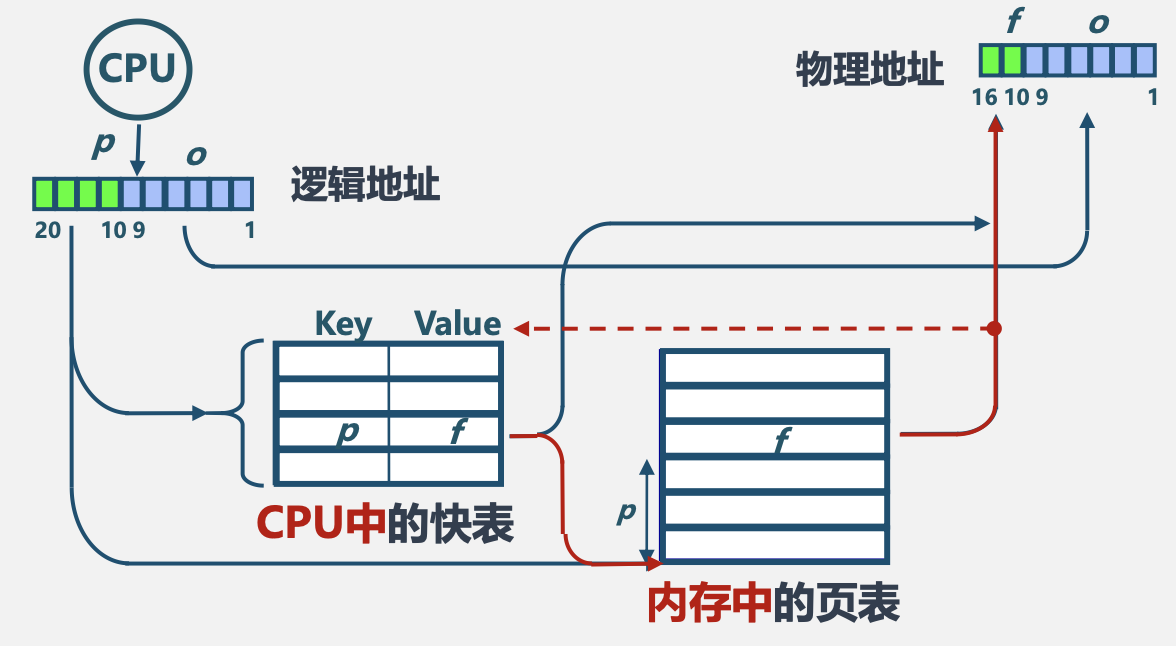 f o
CPU
物理地址
16 10 9 1
p o
逻辑地址
20 10 9 1
Key Value
p f
f
p
CPU中的快表
内存中的页表